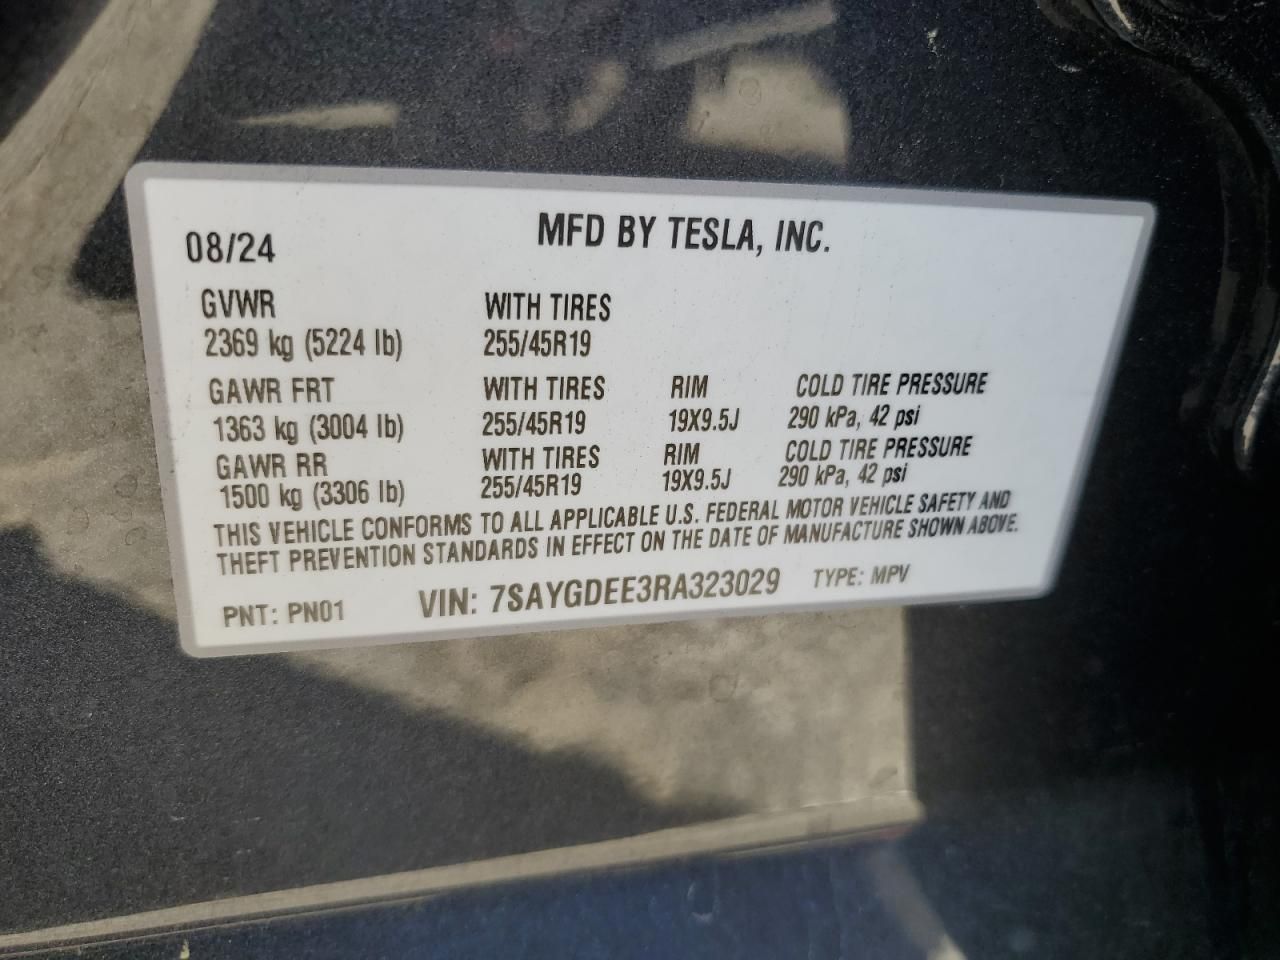 08/24 MFD BY TESLA, INC.
GVWR WITH TIRES
2369 kg (5224 lb) 255/45R19
GAWR FRT WITH TIRES RIM COLD TIRE PRESSURE
1363 kg (3004 lb) 255/45R19 19X9.5J 290 kPa, 42 psi
GAWR RR WITH TIRES RIM COLD TIRE PRESSURE
1500 kg (3306 lb) 255/45R19 19X9.5J 290 kPa, 42 psi
THIS VEHICLE CONFORMS TO ALL APPLICABLE U.S. FEDERAL MOTOR VEHICLE SAFETY AND
THEFT PREVENTION STANDARDS IN EFFECT ON THE DATE OF MANUFACTURE SHOWN ABOVE.
PNT: PN01 VIN: 7SAYGDEE3RA323029 TYPE: MPV